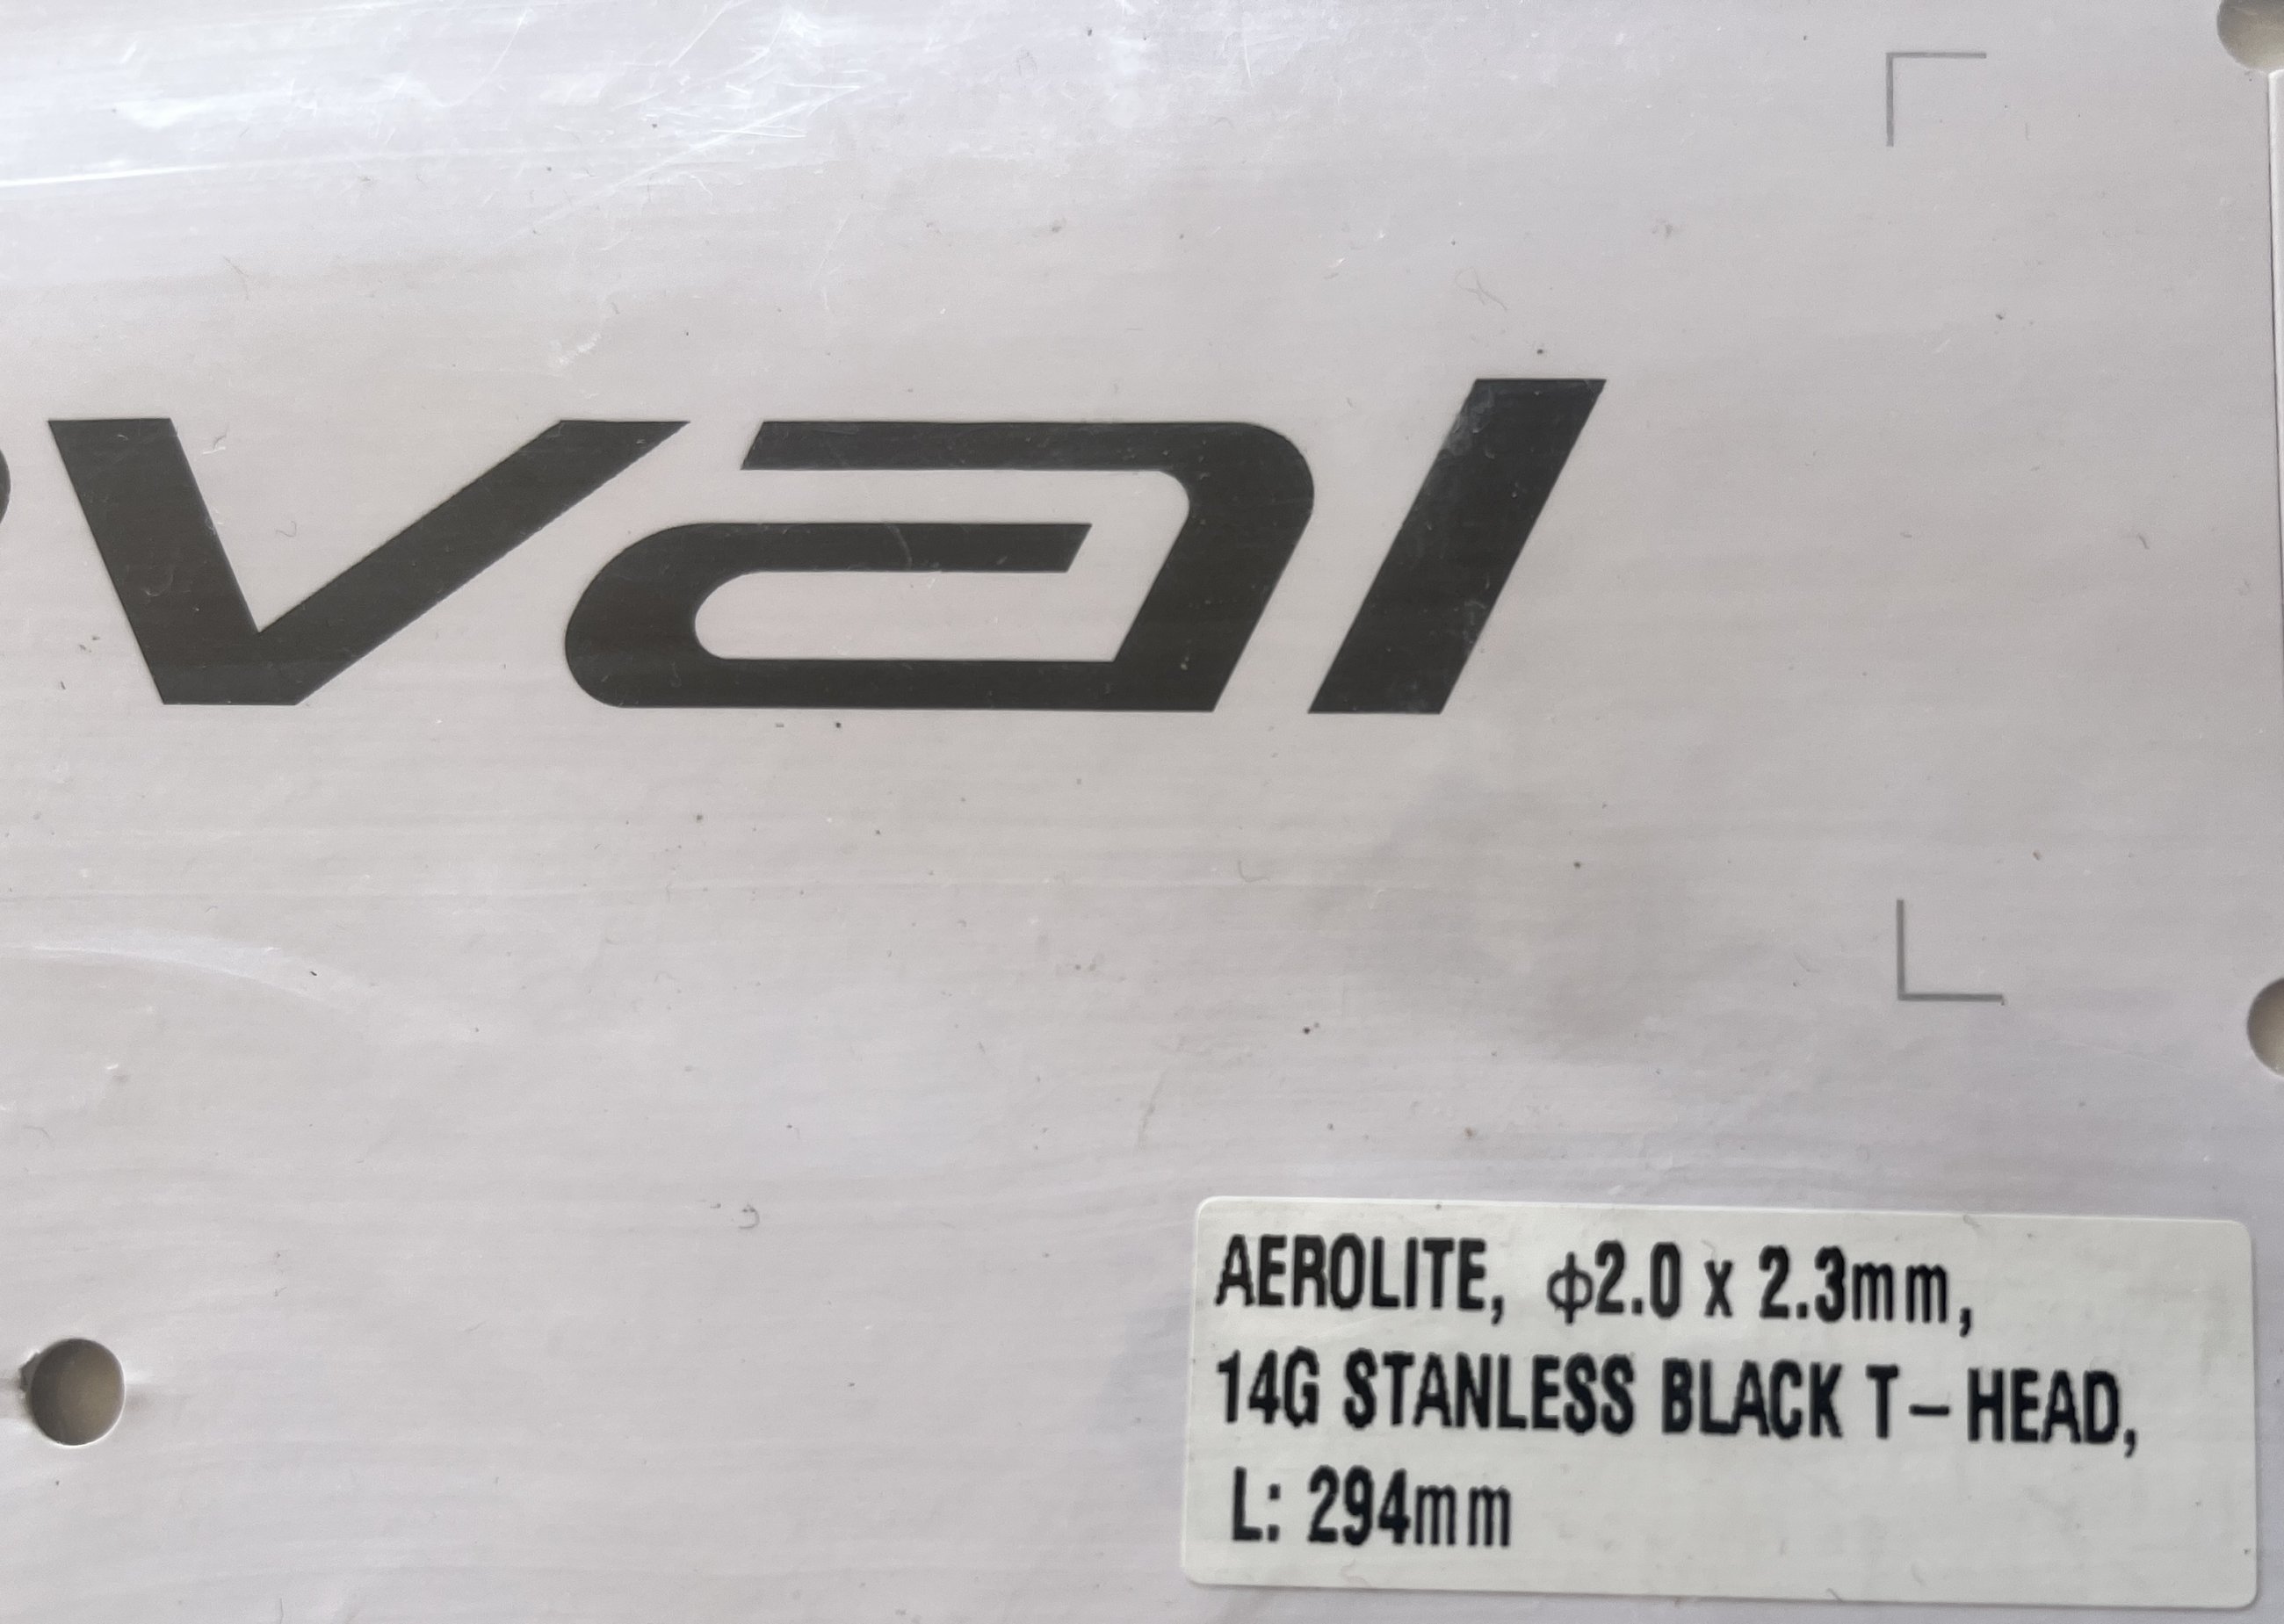 val
AEROLITE, ϕ2.0 x 2.3mm,
14G STANLESS BLACK T-HEAD,
L: 294mm